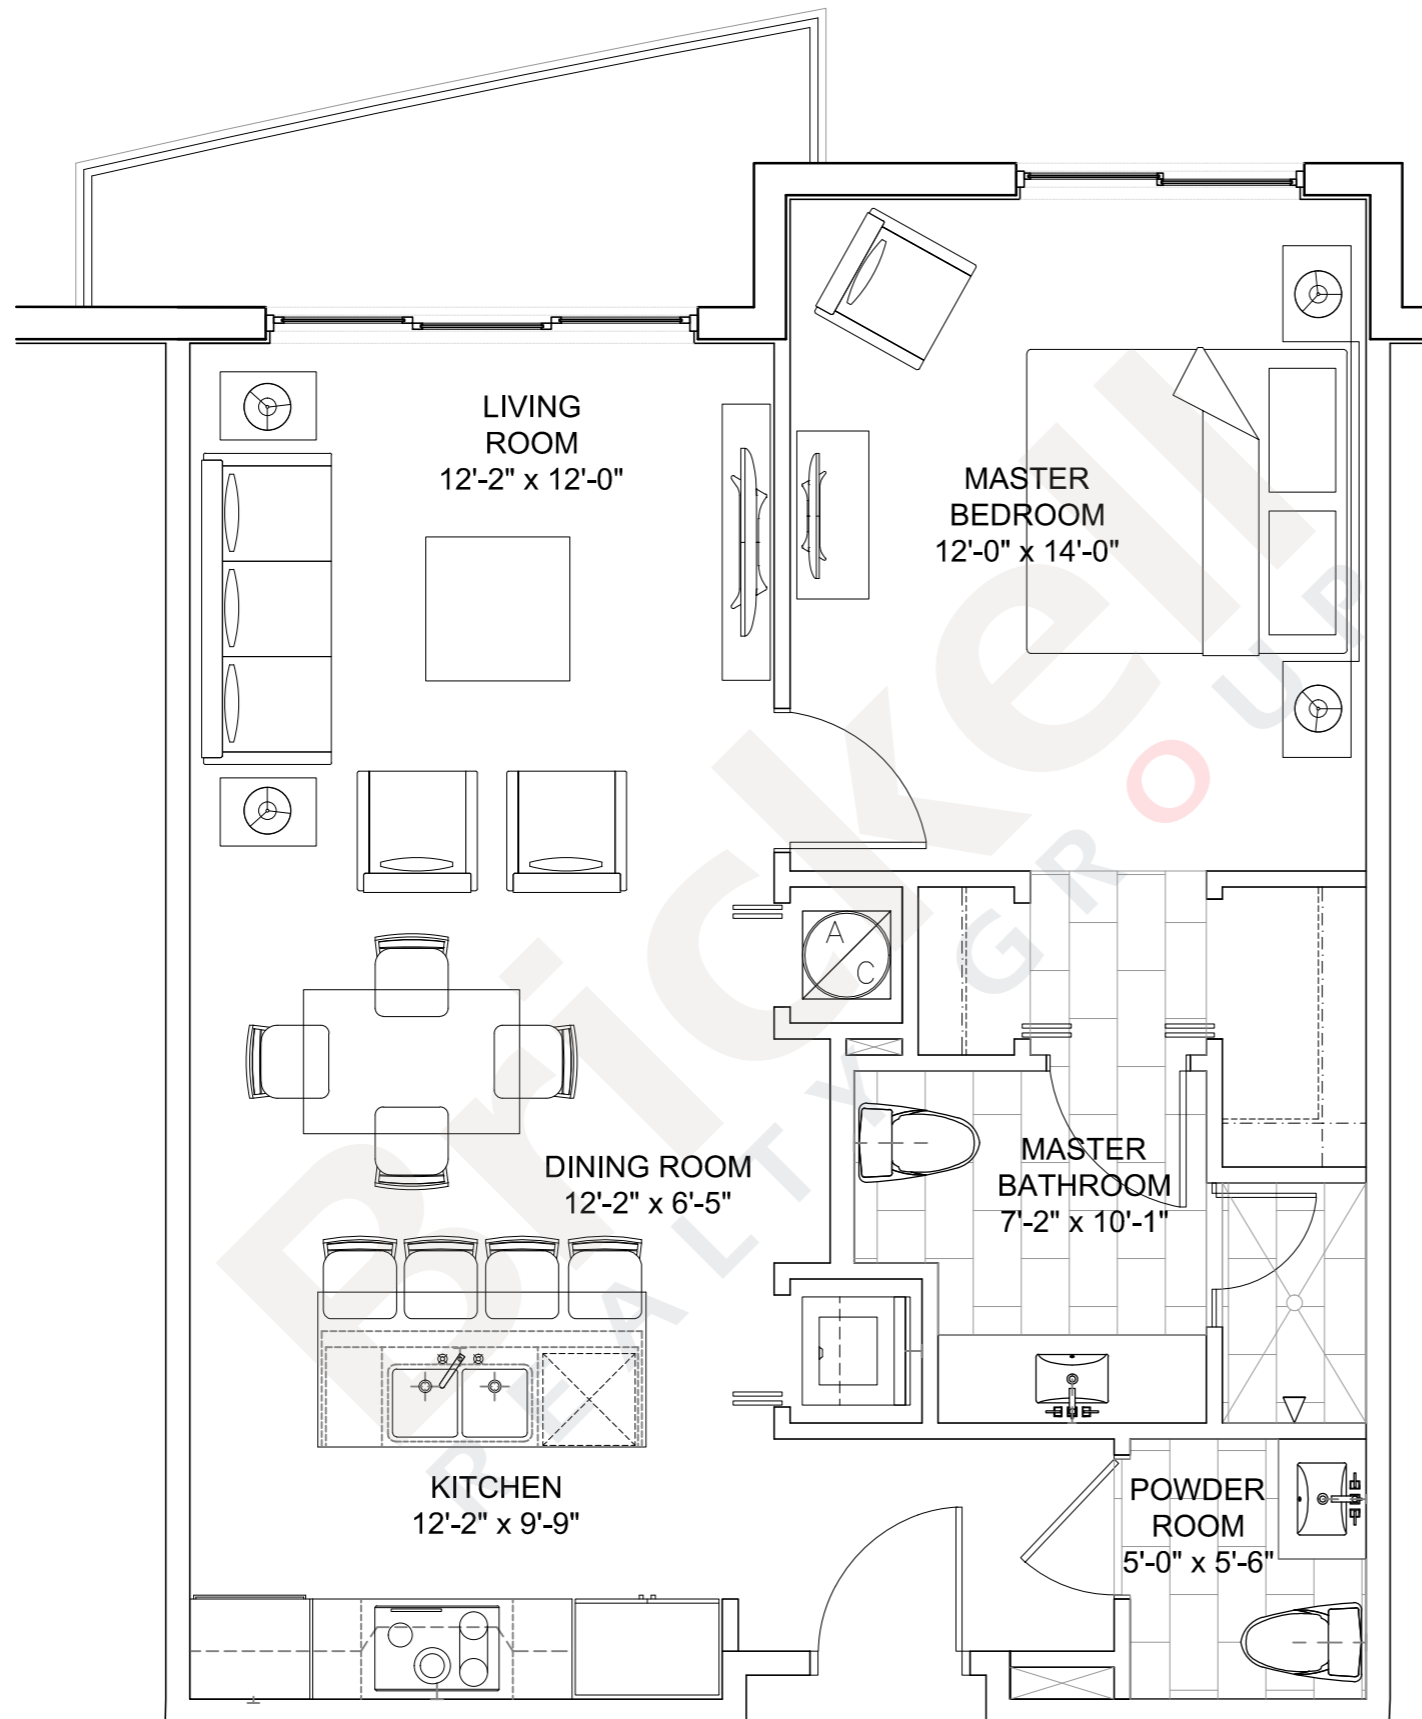 LIVING
ROOM
12'-2" x 12'-0"
MASTER
BEDROOM
12'-0" x 14'-0"
A
C
MASTER
BATHROOM
7'-2" x 10'-1"
DINING ROOM
12'-2" x 6'-5"
KITCHEN
12'-2" x 9'-9"
POWDER
ROOM
5'-0" x 5'-6"
Brickell
REALTY GROUP